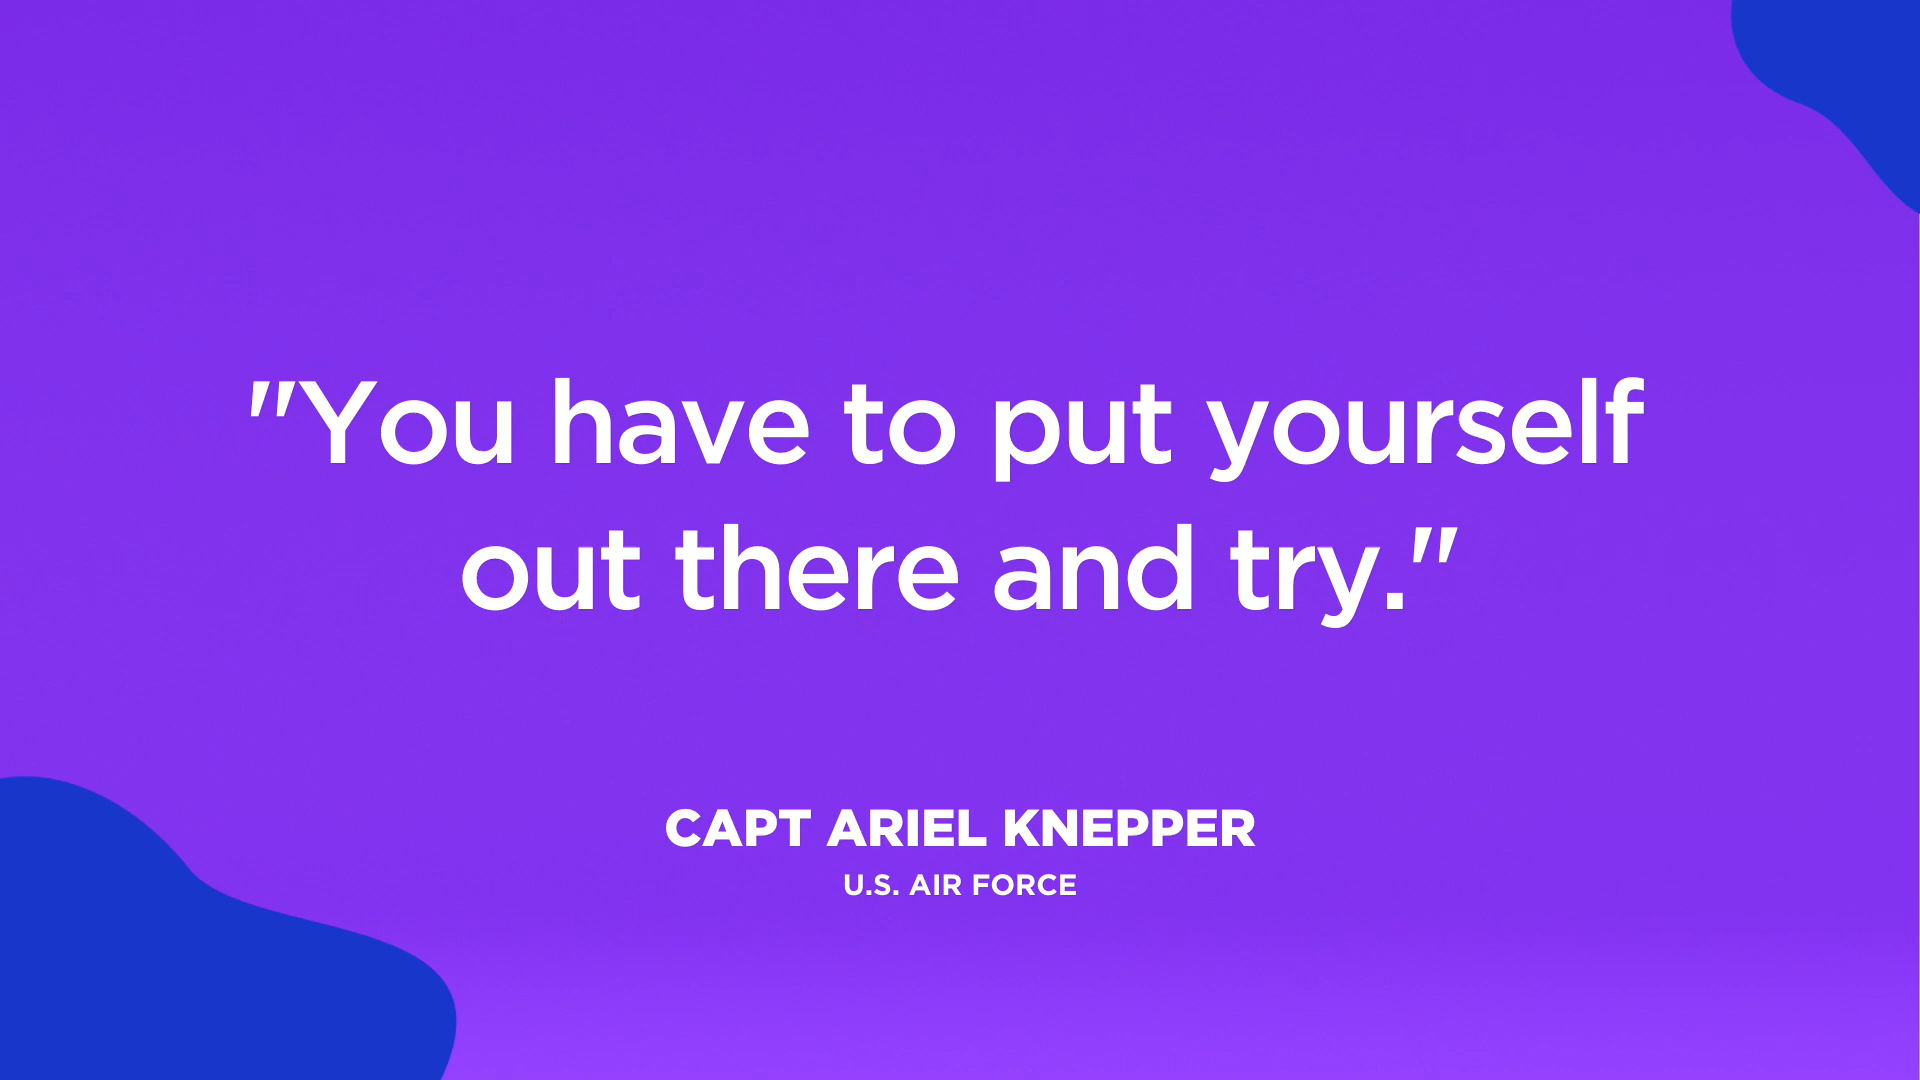 "You have to put yourself
out there and try."
CAPT ARIEL KNEPPER
U.S. AIR FORCE